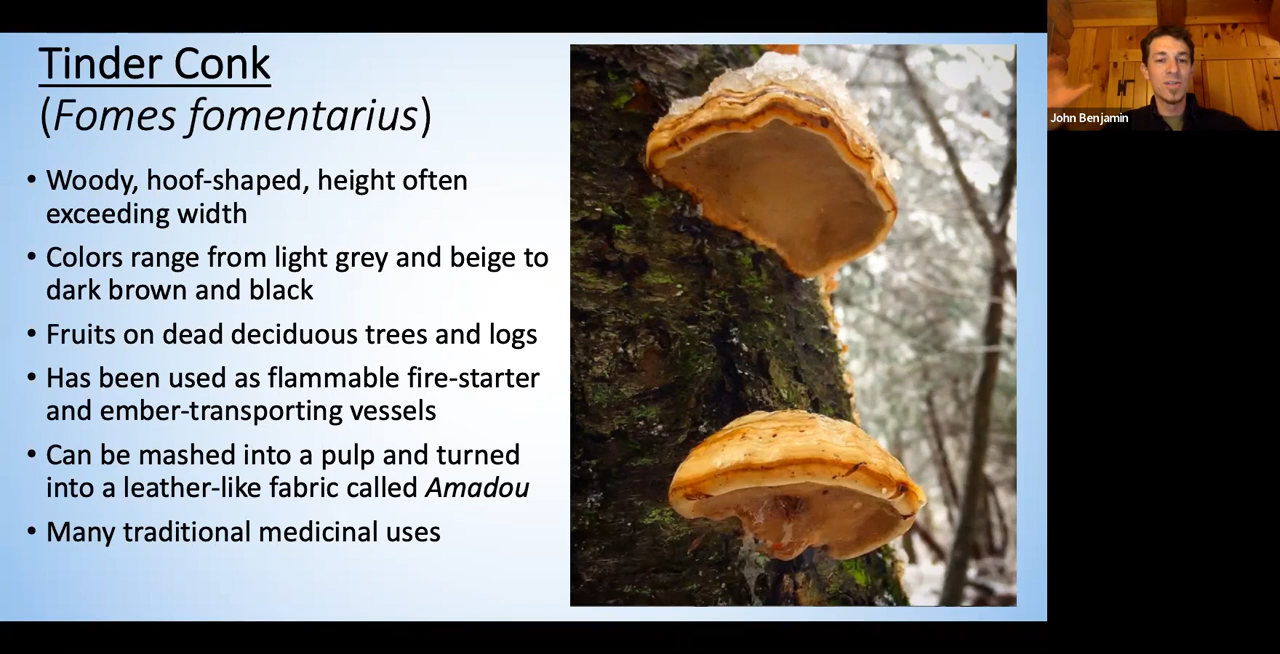 Tinder Conk
(Fomes fomentarius)
• Woody, hoof-shaped, height often
exceeding width
• Colors range from light grey and beige to
dark brown and black
• Fruits on dead deciduous trees and logs
• Has been used as flammable fire-starter
and ember-transporting vessels
• Can be mashed into a pulp and turned
into a leather-like fabric called Amadou
• Many traditional medicinal uses
John Benjamin